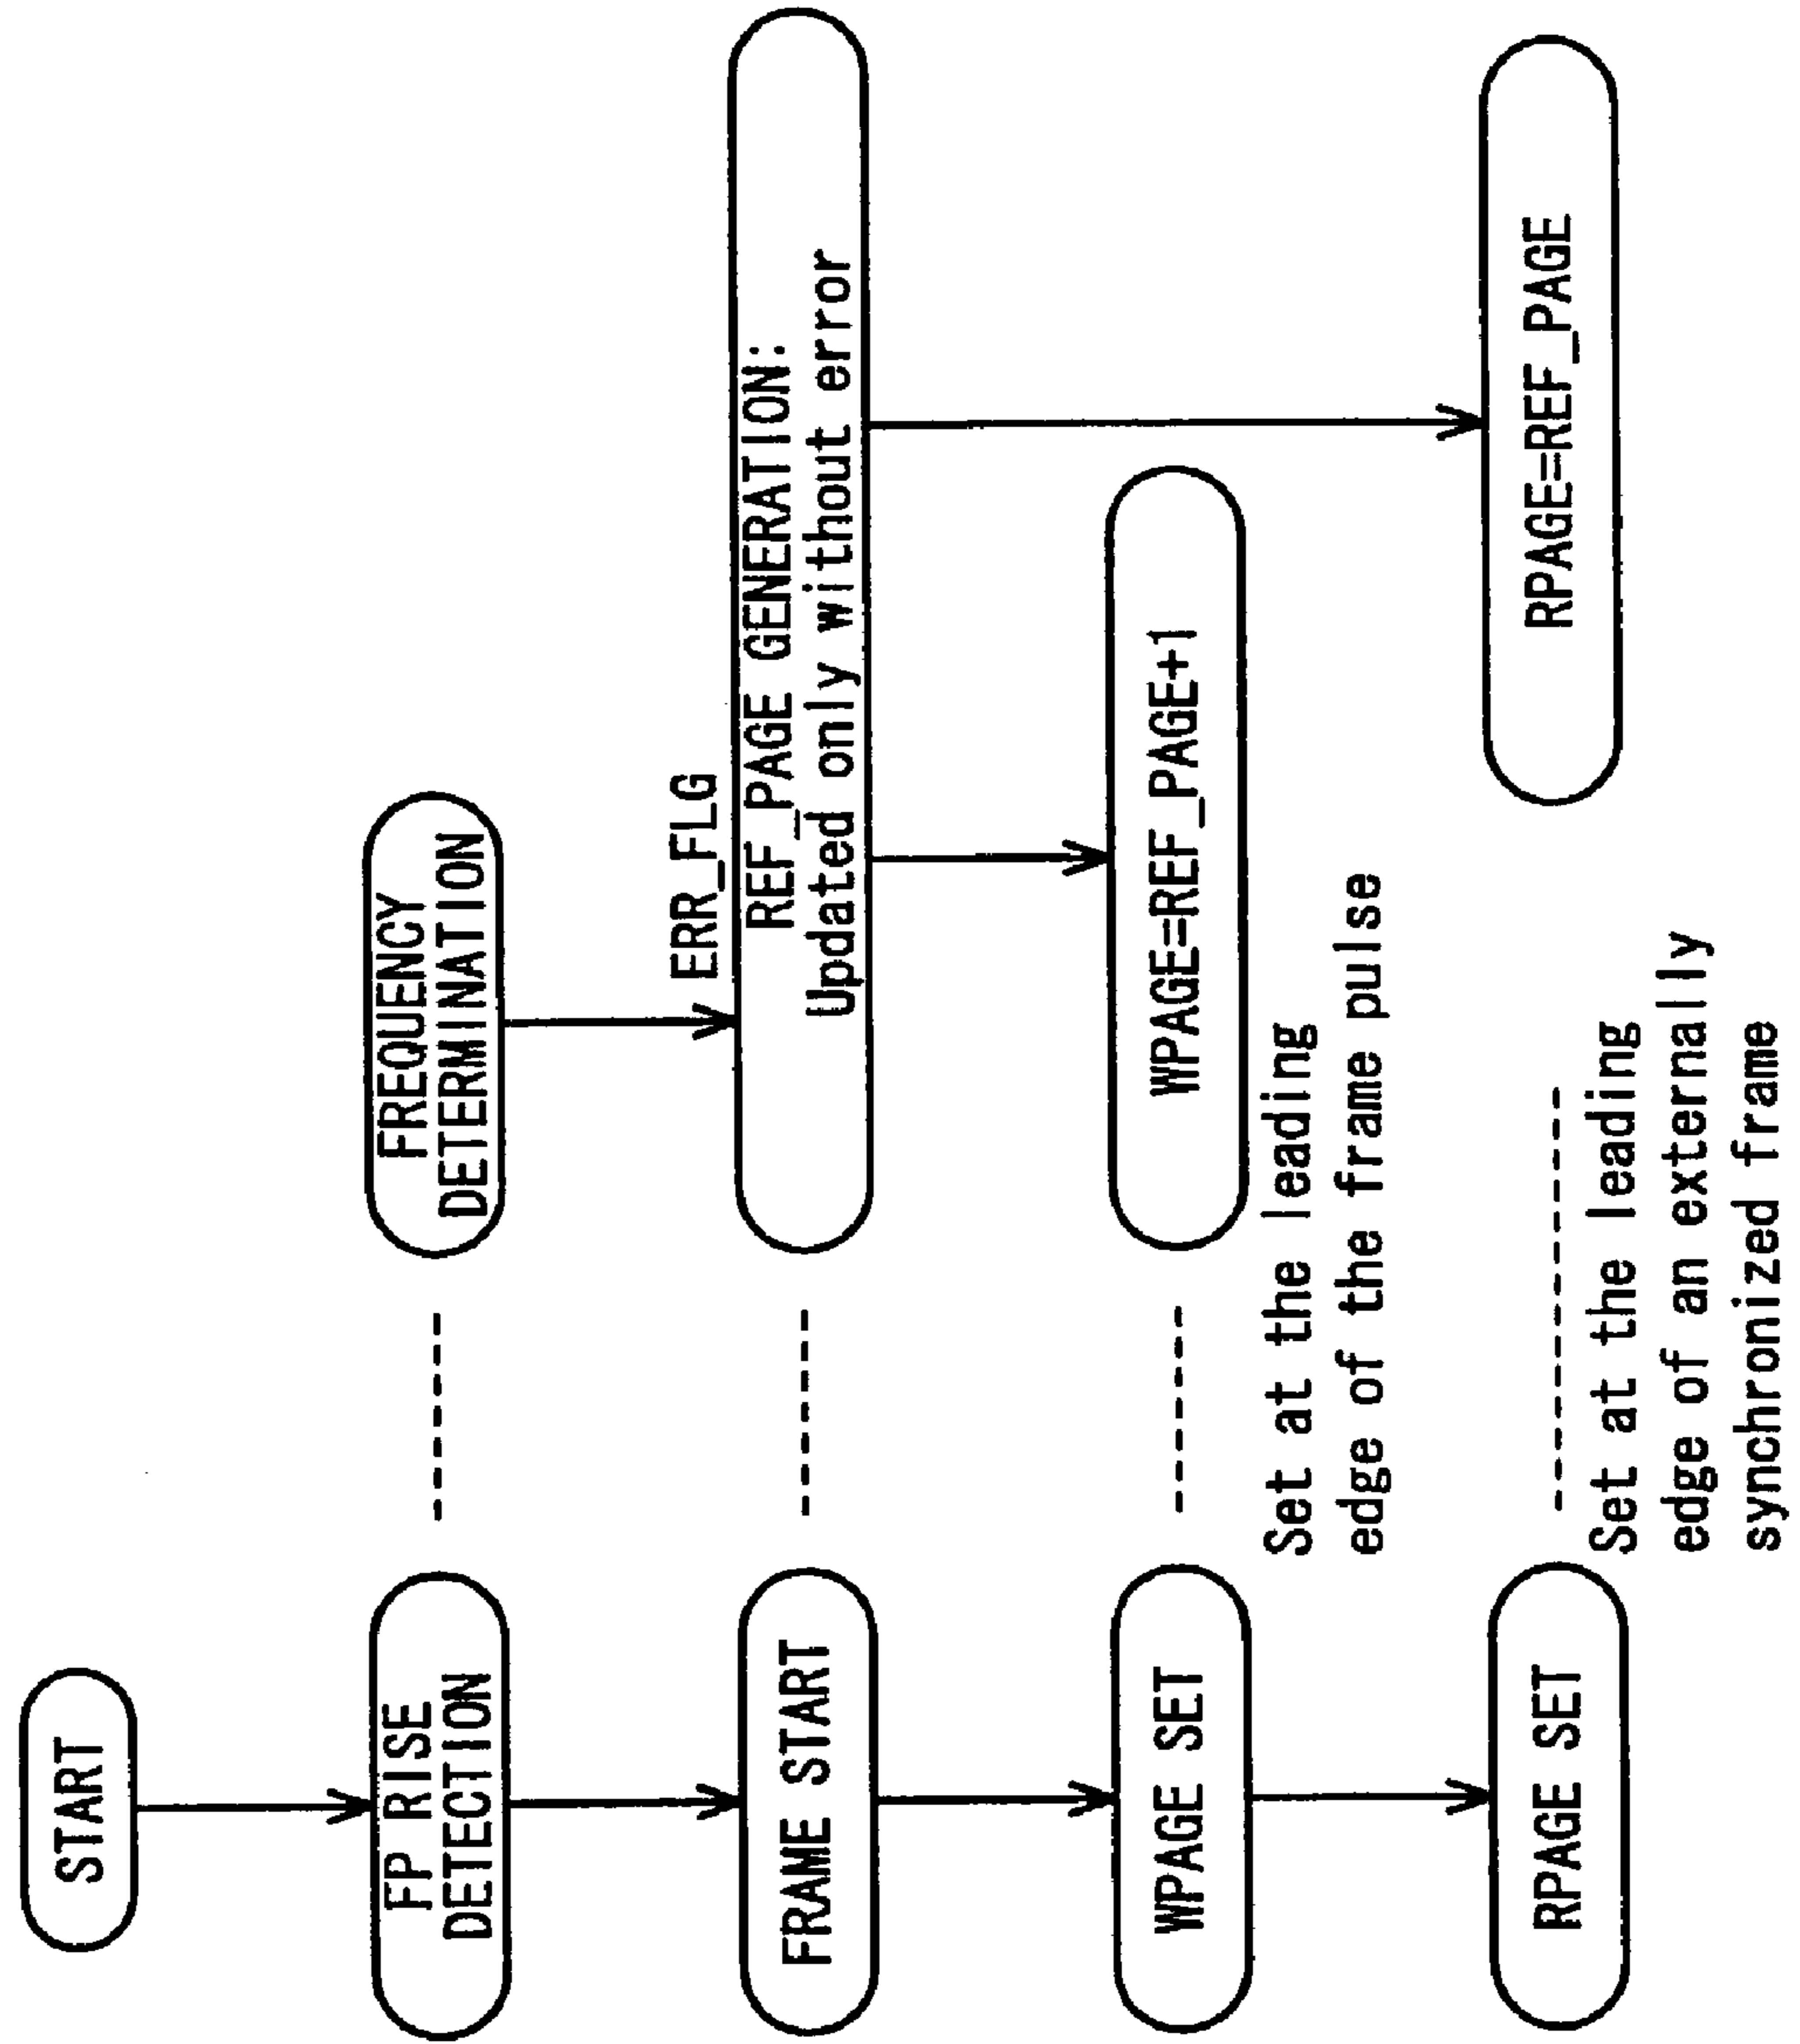 START
FP RISE
DETECTION
FREQUENCY
DETERMINATION
ERR_FLG
FRAME START
REF_PAGE GENERATION:
Updated only without error
WPAGE SET
WPAGE=REF_PAGE+1
Set at the leading
edge of the frame pulse
RPAGE SET
RPAGE=REF_PAGE
Set at the leading
edge of an externally
synchronized frame